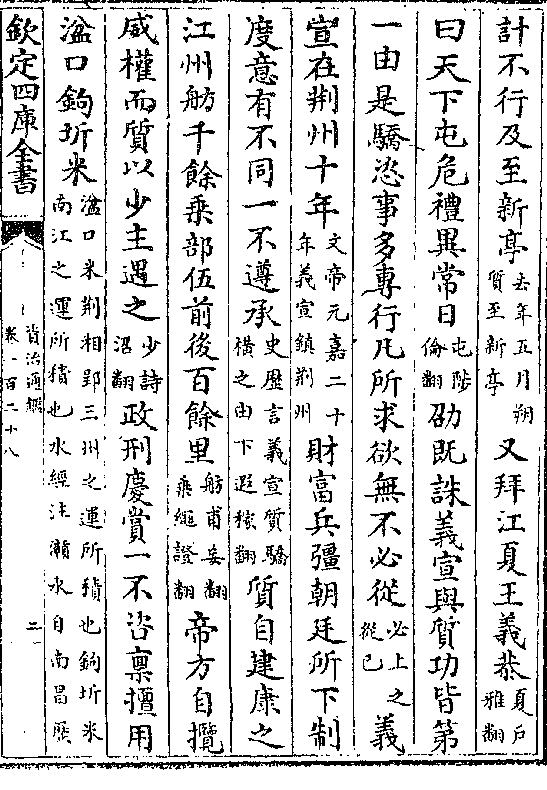 計不行及至新亭去年五月朔質至新亭又拜江夏王義恭夏戶雅翻
曰天下屯危禮異常日屯陟倫翻劭既誅義宣與質功皆第
一由是驕恣事多專行凡所求欲無不必從必上之從己義
宣在荆州十年文帝元嘉二十年義宣鎮荆州財富兵彊朝廷所下制
度意有不同一不遵承史歷言義宣質驕横之由下遐稼翻質自建康之
江州舫千餘乘部伍前後百餘里舫甫妄翻乘繩證翻帝方自攬
威權而質以少主遇之少詩沼翻政刑慶賞一不咨禀擅用
湓口鉤圻米湓口米荆湘郢三州之運所積也鉤圻米南江之運所積也水經注瀨水自南昌歷
欽定四庫全書
資治通鑑
卷一百二十八
二